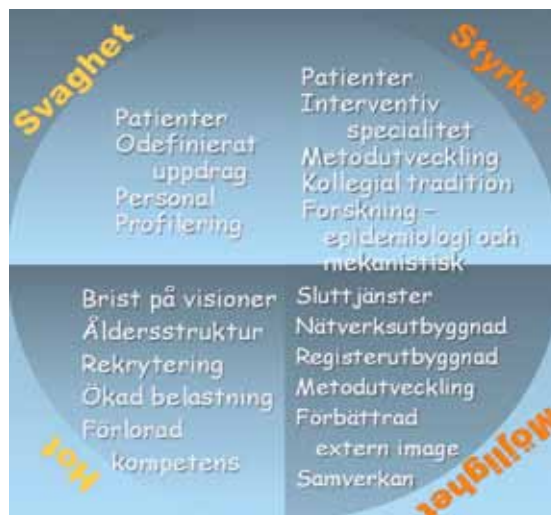 Svaghet
Patienter
Odefinierat
uppdrag
Personal
Profilering
Styrka
Patienter
Interventiv
specialitet
Metodutveckling
Kollegial tradition
Forskning –
epidemiologi och
mekanistisk
Brist på visioner
Åldersstruktur
Rekrytering
Ökad belastning
Förlorad
kompetens
Hot
Sluttjänster
Nätverksutbyggnad
Registerutbyggnad
Metodutveckling
Förbättrad
extern image
Samverkan
Möjlighet